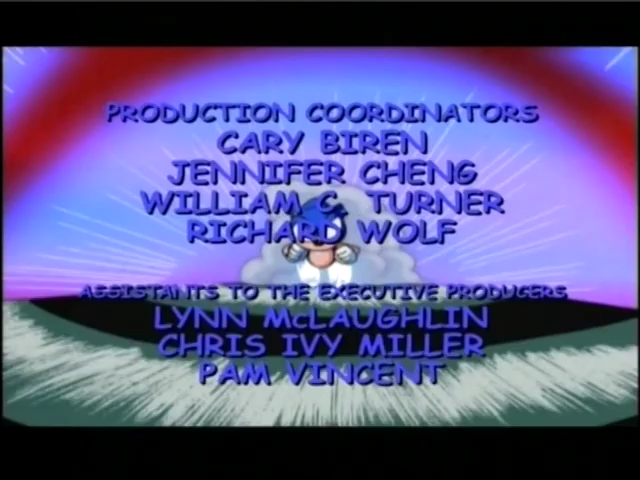 PRODUCTION COORDINATORS
CARY BIREN
JENNIFER CHENG
WILLIAM C. TURNER
RICHARD WOLF
ASSISTANTS TO THE EXECUTIVE PRODUCERS
LYNN McLAUGHLIN
CHRIS IVY MILLER
PAM VINCENT